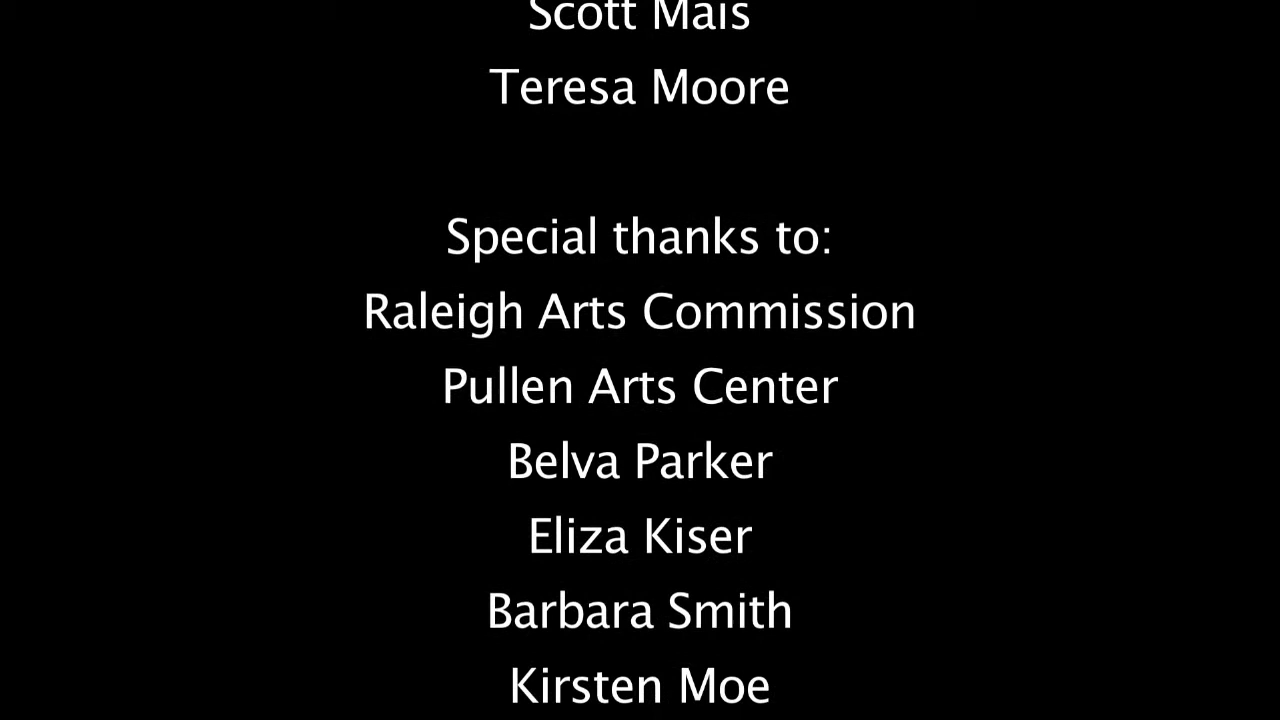 Scott Mais
Teresa Moore
Special thanks to:
Raleigh Arts Commission
Pullen Arts Center
Belva Parker
Eliza Kiser
Barbara Smith
Kirsten Moe